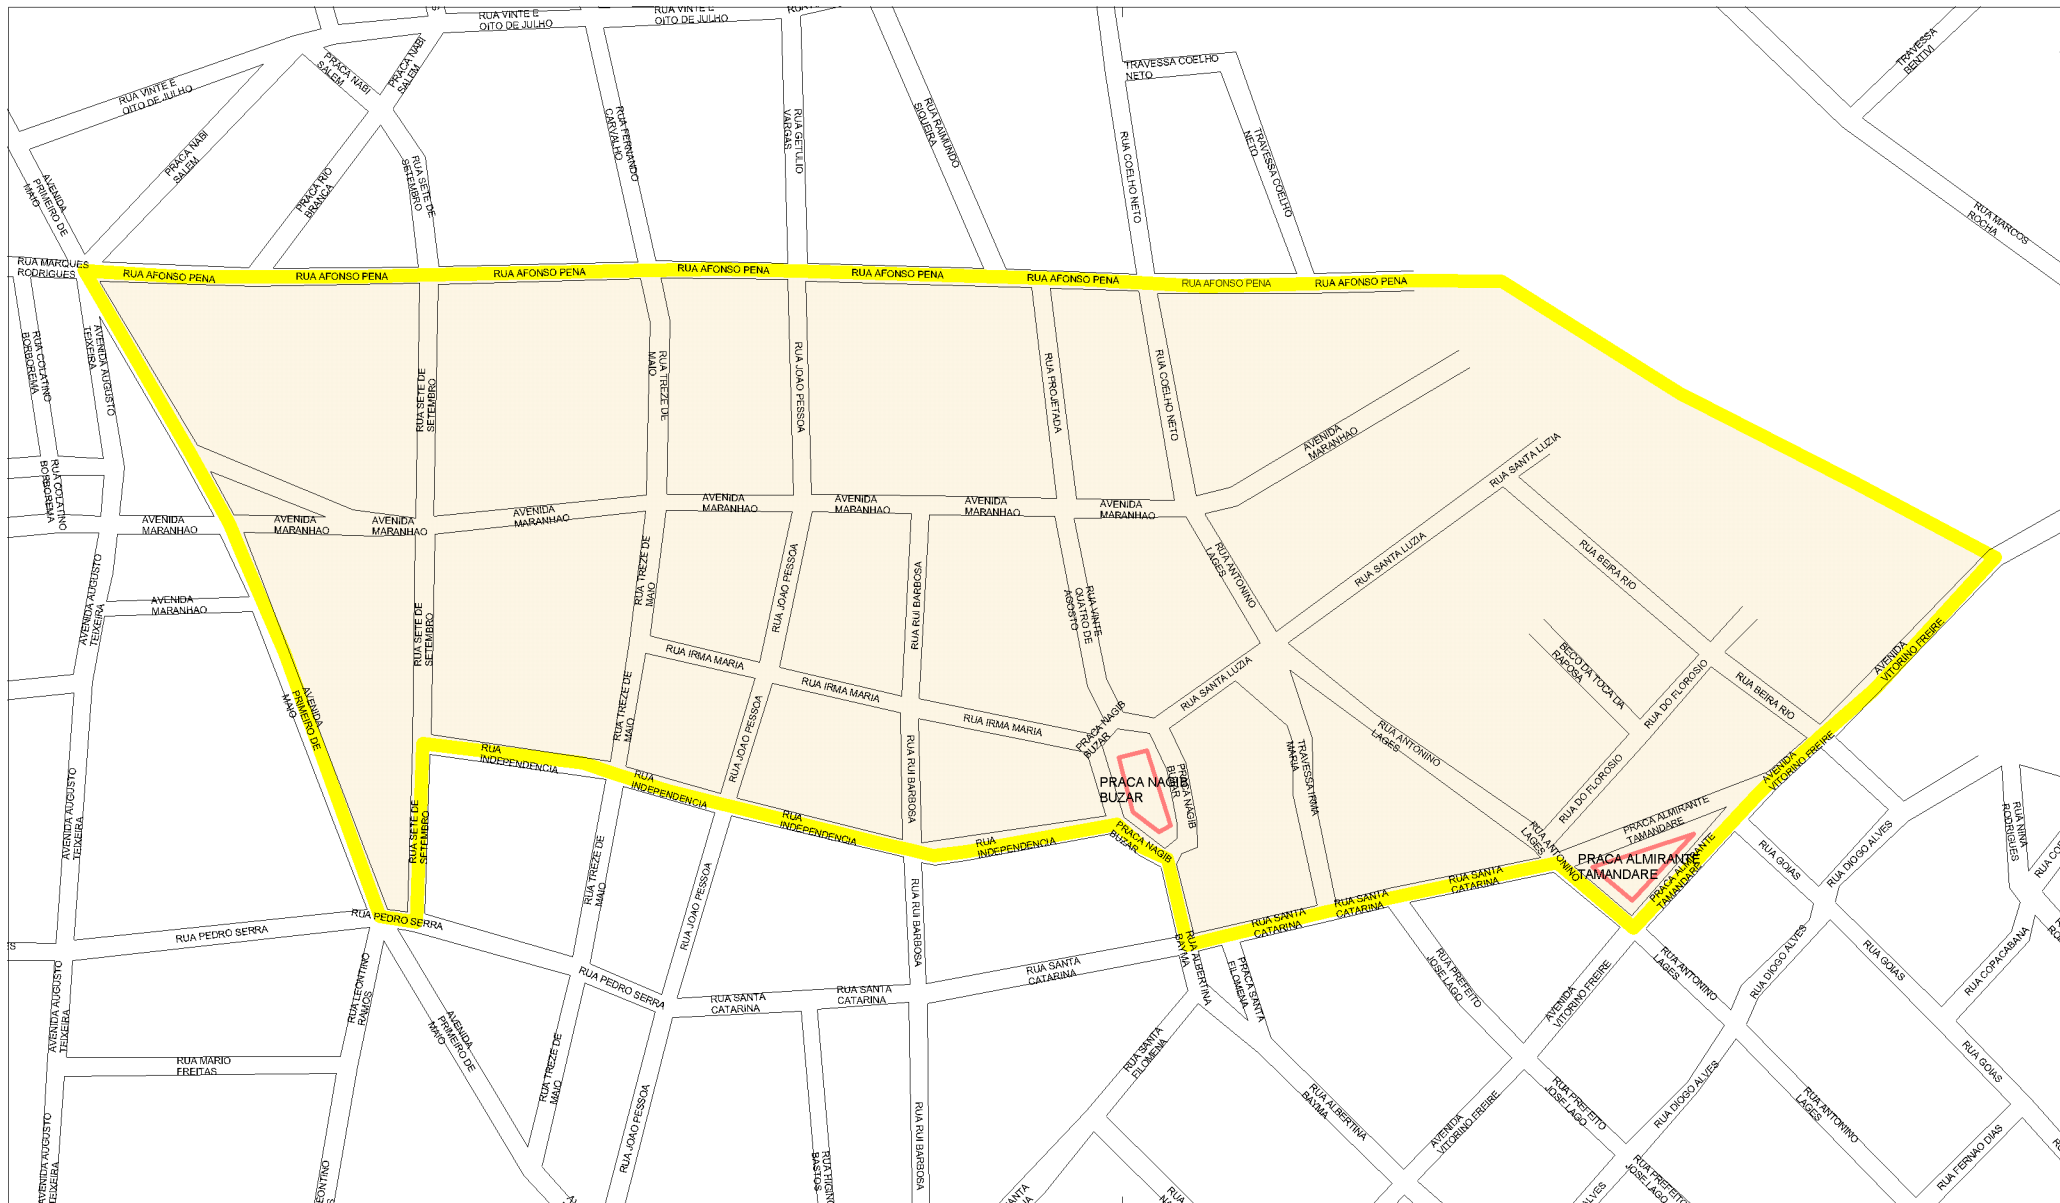 RUA VINTE E
OITO DE JULHO
RUA VINTE E
OITO DE JULHO
TRAVESSA
BENTIVI
PRACA NABI
SALEM
PRACA NABI
SALEM
TRAVESSA COELHO
NETO
RUA VINTE E
OITO DE JULHO
RUA FERNANDO
CARVALHO
RUA GETULIO
VARGAS
RUA RAIMUNDO
SIQUEIRA
RUA COELHO NETO
TRAVESSA COELHO
NETO
PRACA NABI
SALEM
PRACA RIO
BRANCA
RUA SETE DE
SETEMBRO
AVENIDA
PRIMEIRO DE
MAIO
RUA MARCOS
ROCHA
RUA MARQUES
RODRIGUES
RUA AFONSO PENA
RUA AFONSO PENA
RUA AFONSO PENA
RUA AFONSO PENA
RUA AFONSO PENA
RUA AFONSO PENA
RUA AFONSO PENA
RUA AFONSO PENA
RUA COLATINO
BORBOREMA
AVENIDA AUGUSTO
TEIXEIRA
RUA SETE DE
SETEMBRO
RUA TREZE DE
MAIO
RUA JOAO PESSOA
RUA PROJETADA
RUA COELHO NETO
AVENIDA
MARANHAO
RUA SANTA LUZIA
RUA COLATINO
BORBOREMA
AVENIDA
MARANHAO
AVENIDA
MARANHAO
AVENIDA
MARANHAO
AVENIDA
MARANHAO
AVENIDA
MARANHAO
AVENIDA
MARANHAO
AVENIDA
MARANHAO
AVENIDA
MARANHAO
RUA SANTA LUZIA
RUA BEIRA RIO
RUA ANTONINO
LAGES
AVENIDA AUGUSTO
TEIXEIRA
AVENIDA
MARANHAO
RUA SETE DE
SETEMBRO
RUA TREZE DE
MAIO
RUA JOAO PESSOA
RUA RUI BARBOSA
RUA VINTE
QUATRO DE
AGOSTO
RUA IRMA MARIA
RUA IRMA MARIA
RUA IRMA MARIA
RUA SANTA LUZIA
BECO DA TOCA DA
RAPOSA
RUA DO FLOROSIO
RUA BEIRA RIO
AVENIDA
VITORINO FREIRE
AVENIDA
PRIMEIRO DE
MAIO
RUA TREZE DE
MAIO
RUA JOAO PESSOA
RUA RUI BARBOSA
PRACA NAGIB
BUZAR
PRACA NAGIB
BUZAR
PRACA NAGIB
BUZAR
TRAVESSA IRMA
MARIA
RUA ANTONINO
LAGES
RUA DO FLOROSIO
AVENIDA
VITORINO FREIRE
RUA
INDEPENDENCIA
RUA
INDEPENDENCIA
RUA
INDEPENDENCIA
RUA
INDEPENDENCIA
PRACA NAGIB
BUZAR
AVENIDA AUGUSTO
TEIXEIRA
RUA SETE DE
SETEMBRO
PRACA ALMIRANTE
TAMANDARE
PRACA ALMIRANTE
TAMANDARE
PRACA ALMIRANTE
TAMANDARE
RUA ANTONINO
LAGES
RUA GOIAS
RUA DIOGO ALVES
RUA NINA
RODRIGUES
RUA TREZE DE
MAIO
RUA JOAO PESSOA
RUA RUI BARBOSA
RUA PEDRO SERRA
RUA PEDRO SERRA
RUA PEDRO SERRA
RUA SANTA
CATARINA
RUA SANTA
CATARINA
RUA SANTA
CATARINA
RUA SANTA
CATARINA
RUA SANTA
CATARINA
RUA SANTA
CATARINA
RUA ALBERTINA
BAYMA
PRACA SANTA
FILOMENA
RUA PREFEITO
JOSE LAGO
AVENIDA
VITORINO FREIRE
RUA ANTONINO
LAGES
RUA DIOGO ALVES
RUA GOIAS
RUA COPACABANA
AVENIDA AUGUSTO
TEIXEIRA
RUA LEONTINO
RAMOS
AVENIDA
PRIMEIRO DE
MAIO
RUA MARIO
FREITAS
RUA TREZE DE
MAIO
RUA JOAO PESSOA
RUA SANTA
FILOMENA
RUA ALBERTINA
BAYMA
AVENIDA
VITORINO FREIRE
RUA PREFEITO
JOSE LAGO
RUA DIOGO ALVES
RUA ANTONINO
LAGES
RUA GOIAS
AVENIDA AUGUSTO
TEIXEIRA
RUA HIGINO
BASTOS
RUA RUI BARBOSA
RUA PREFEITO
JOSE LAGO
RUA FERNAO DIAS